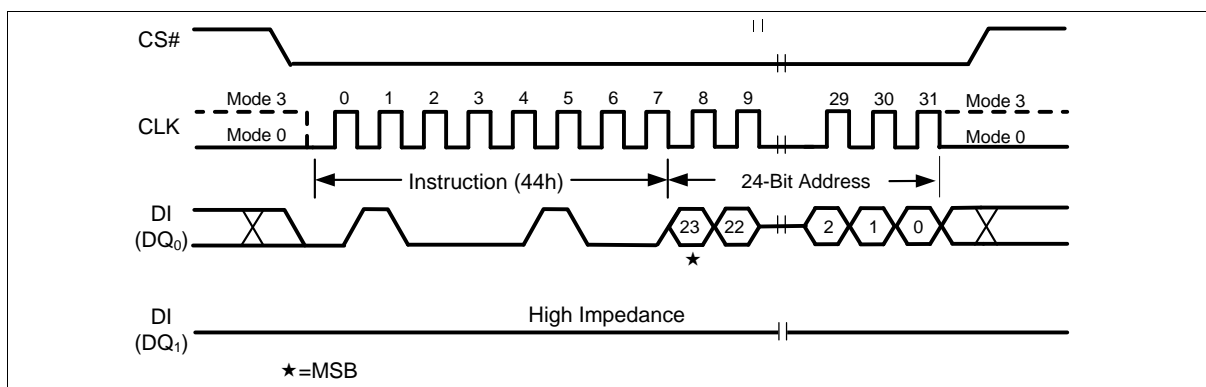 CS#
Mode 3 0 1 2 3 4 5 6 7 8 9 29 30 31 Mode 3
CLK
Mode 0 Mode 0
Instruction (44h) 24-Bit Address
DI
(DQ₀)
23 22 2 1 0
★
High Impedance
DI
(DQ₁)
★=MSB